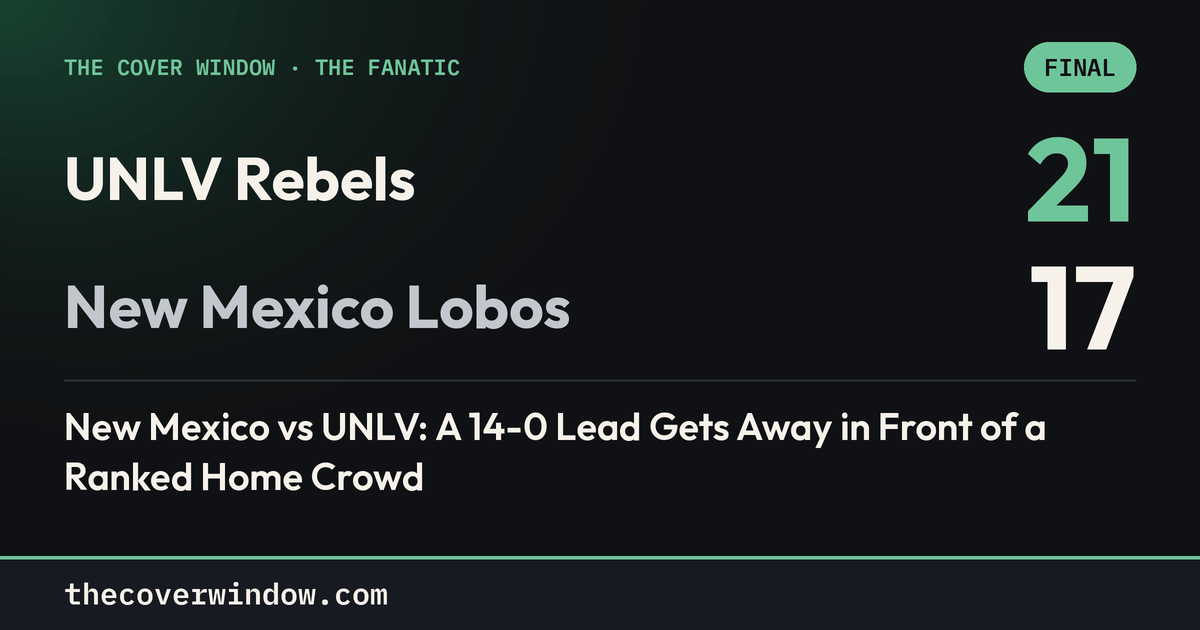 THE COVER WINDOW · THE FANATIC
FINAL
UNLV Rebels
21
New Mexico Lobos
17
New Mexico vs UNLV: A 14-0 Lead Gets Away in Front of a
Ranked Home Crowd
thecoverwindow.com